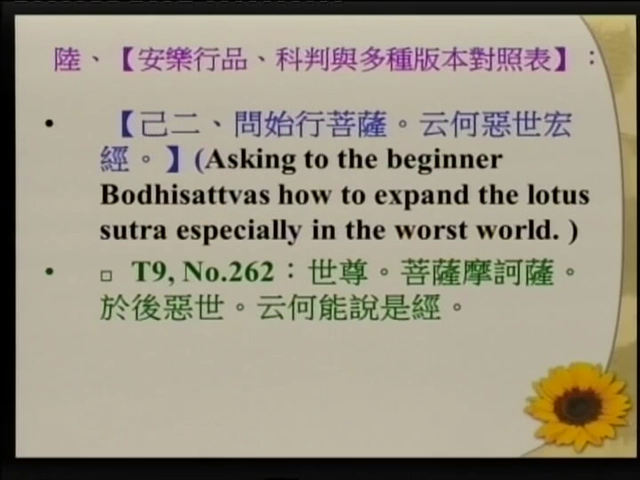 陸、【安樂行品、科判與多種版本對照表】：
• 【己二、問始行菩薩。云何惡世宏
經。】(Asking to the beginner
Bodhisattvas how to expand the lotus
sutra especially in the worst world. )
• □ T9, No.262：世尊。菩薩摩訶薩。
於後惡世。云何能說是經。